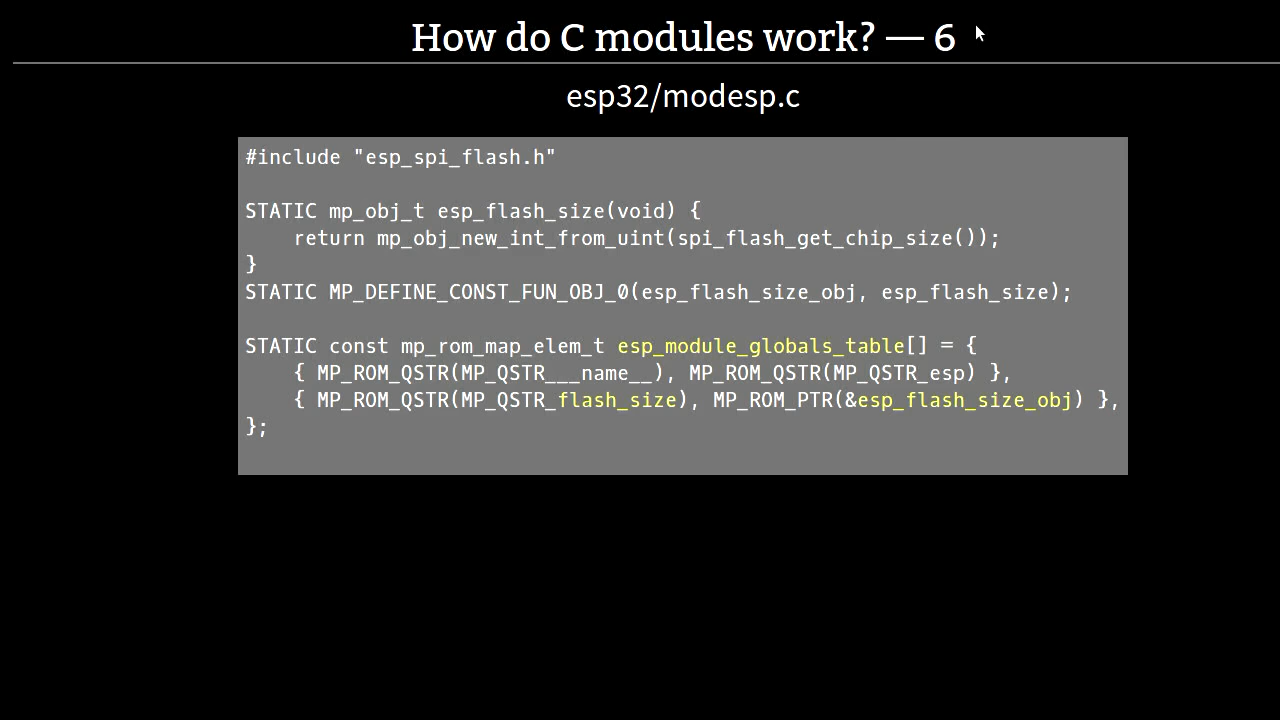 How do C modules work? — 6
esp32/modesp.c
#include "esp_spi_flash.h"
STATIC mp_obj_t esp_flash_size(void) {
    return mp_obj_new_int_from_uint(spi_flash_get_chip_size());
}
STATIC MP_DEFINE_CONST_FUN_OBJ_0(esp_flash_size_obj, esp_flash_size);
STATIC const mp_rom_map_elem_t esp_module_globals_table[] = {
    { MP_ROM_QSTR(MP_QSTR___name__), MP_ROM_QSTR(MP_QSTR_esp) },
    { MP_ROM_QSTR(MP_QSTR_flash_size), MP_ROM_PTR(&esp_flash_size_obj) },
};